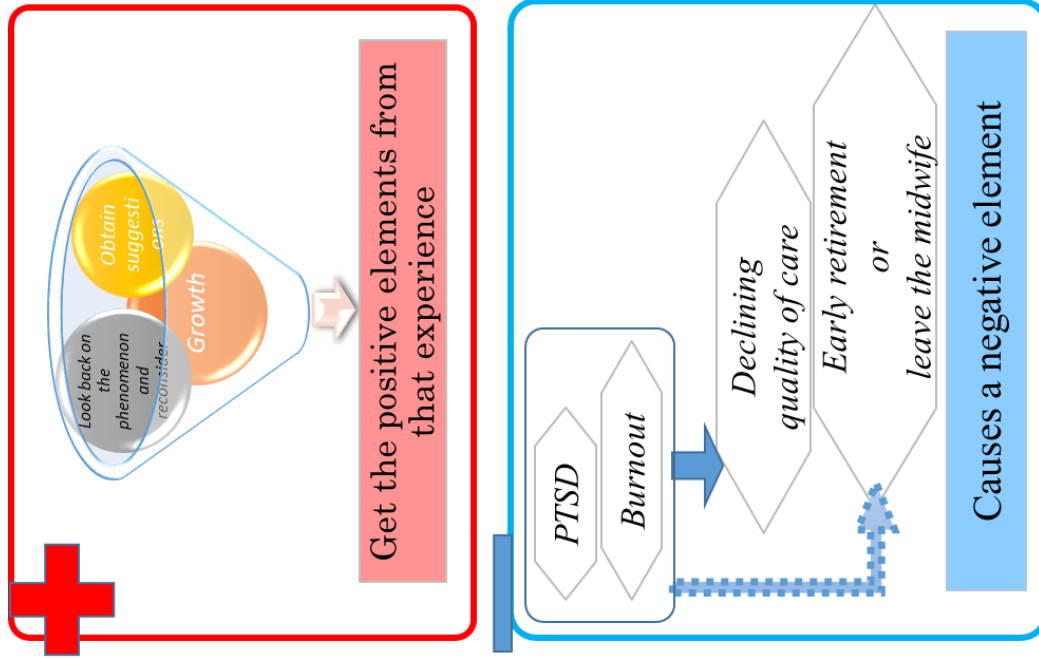 Look back on
the
phenomenon
and
reconsider
Obtain
suggesti
ons
Growth
Get the positive elements from
that experience
PTSD
Burnout
Declining
quality of care
Early retirement
or
leave the midwife
Causes a negative element